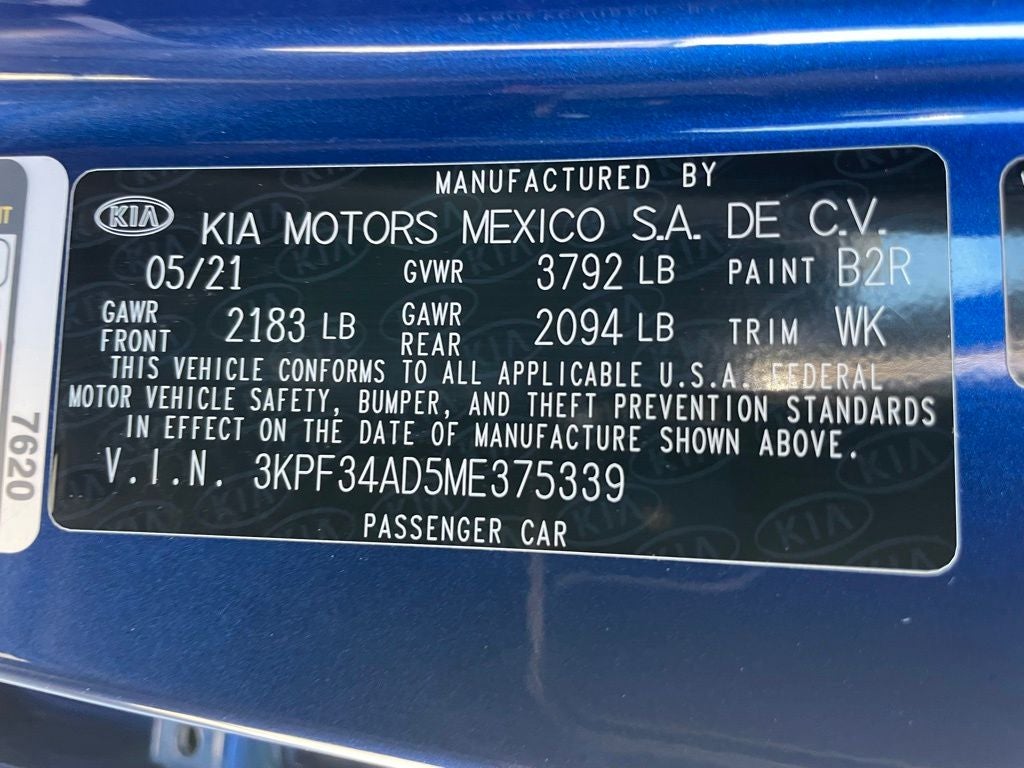 MANUFACTURED BY
KIA KIA MOTORS MEXICO S.A. DE C.V.
05/21 GVWR 3792 LB PAINT B2R
GAWR FRONT 2183 LB GAWR REAR 2094 LB TRIM WK
THIS VEHICLE CONFORMS TO ALL APPLICABLE U.S.A. FEDERAL
MOTOR VEHICLE SAFETY, BUMPER, AND THEFT PREVENTION STANDARDS
IN EFFECT ON THE DATE OF MANUFACTURE SHOWN ABOVE.
V.I.N. 3KPF34AD5ME375339
PASSENGER CAR
7620